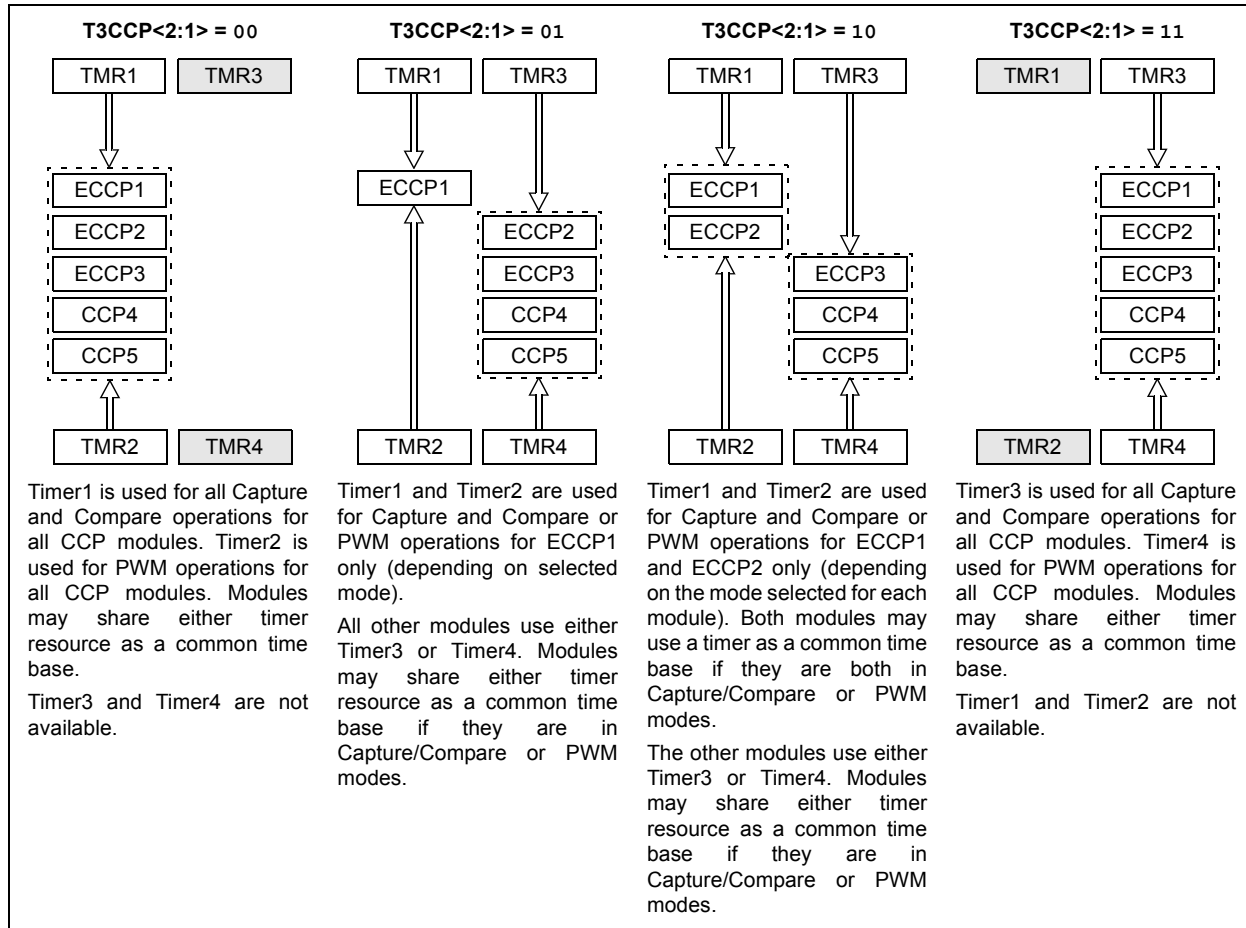 T3CCP<2:1> = 00
TMR1 TMR3
ECCP1
ECCP2
ECCP3
CCP4
CCP5
TMR2 TMR4
Timer1 is used for all Capture
and Compare operations for
all CCP modules. Timer2 is
used for PWM operations for
all CCP modules. Modules
may share either timer
resource as a common time
base.
Timer3 and Timer4 are not
available.
T3CCP<2:1> = 01
TMR1 TMR3
ECCP1
ECCP2
ECCP3
CCP4
CCP5
TMR2 TMR4
Timer1 and Timer2 are used
for Capture and Compare or
PWM operations for ECCP1
only (depending on selected
mode).
All other modules use either
Timer3 or Timer4. Modules
may share either timer
resource as a common time
base if they are in
Capture/Compare or PWM
modes.
T3CCP<2:1> = 10
TMR1 TMR3
ECCP1
ECCP2
ECCP3
CCP4
CCP5
TMR2 TMR4
Timer1 and Timer2 are used
for Capture and Compare or
PWM operations for ECCP1
and ECCP2 only (depending
on the mode selected for each
module). Both modules may
use a timer as a common time
base if they are both in
Capture/Compare or PWM
modes.
The other modules use either
Timer3 or Timer4. Modules
may share either timer
resource as a common time
base if they are in
Capture/Compare or PWM
modes.
T3CCP<2:1> = 11
TMR1 TMR3
ECCP1
ECCP2
ECCP3
CCP4
CCP5
TMR2 TMR4
Timer3 is used for all Capture
and Compare operations for
all CCP modules. Timer4 is
used for PWM operations for
all CCP modules. Modules
may share either timer
resource as a common time
base.
Timer1 and Timer2 are not
available.